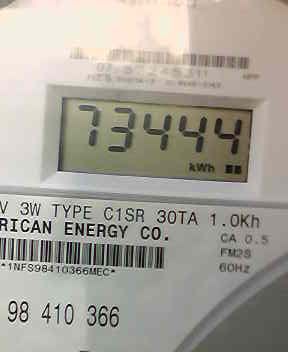 73444
kWh
V 3W TYPE C1SR 30TA 1.0Kh
RICAN ENERGY CO.
CA 0.5
FM2S
60Hz
*1NFS98410366MEC*
98 410 366